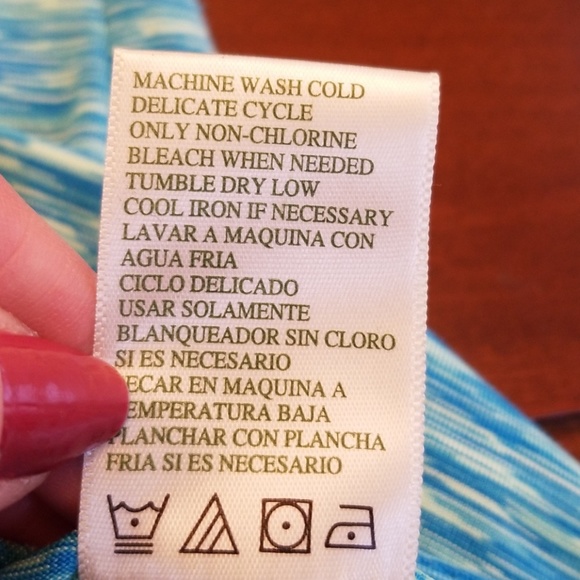 MACHINE WASH COLD
DELICATE CYCLE
ONLY NON-CHLORINE
BLEACH WHEN NEEDED
TUMBLE DRY LOW
COOL IRON IF NECESSARY
LAVAR A MAQUINA CON
AGUA FRIA
CICLO DELICADO
USAR SOLAMENTE
BLANQUEADOR SIN CLORO
SI ES NECESARIO
ECAR EN MAQUINA A
EMPERATURA BAJA
PLANCHAR CON PLANCHA
FRIA SI ES NECESARIO